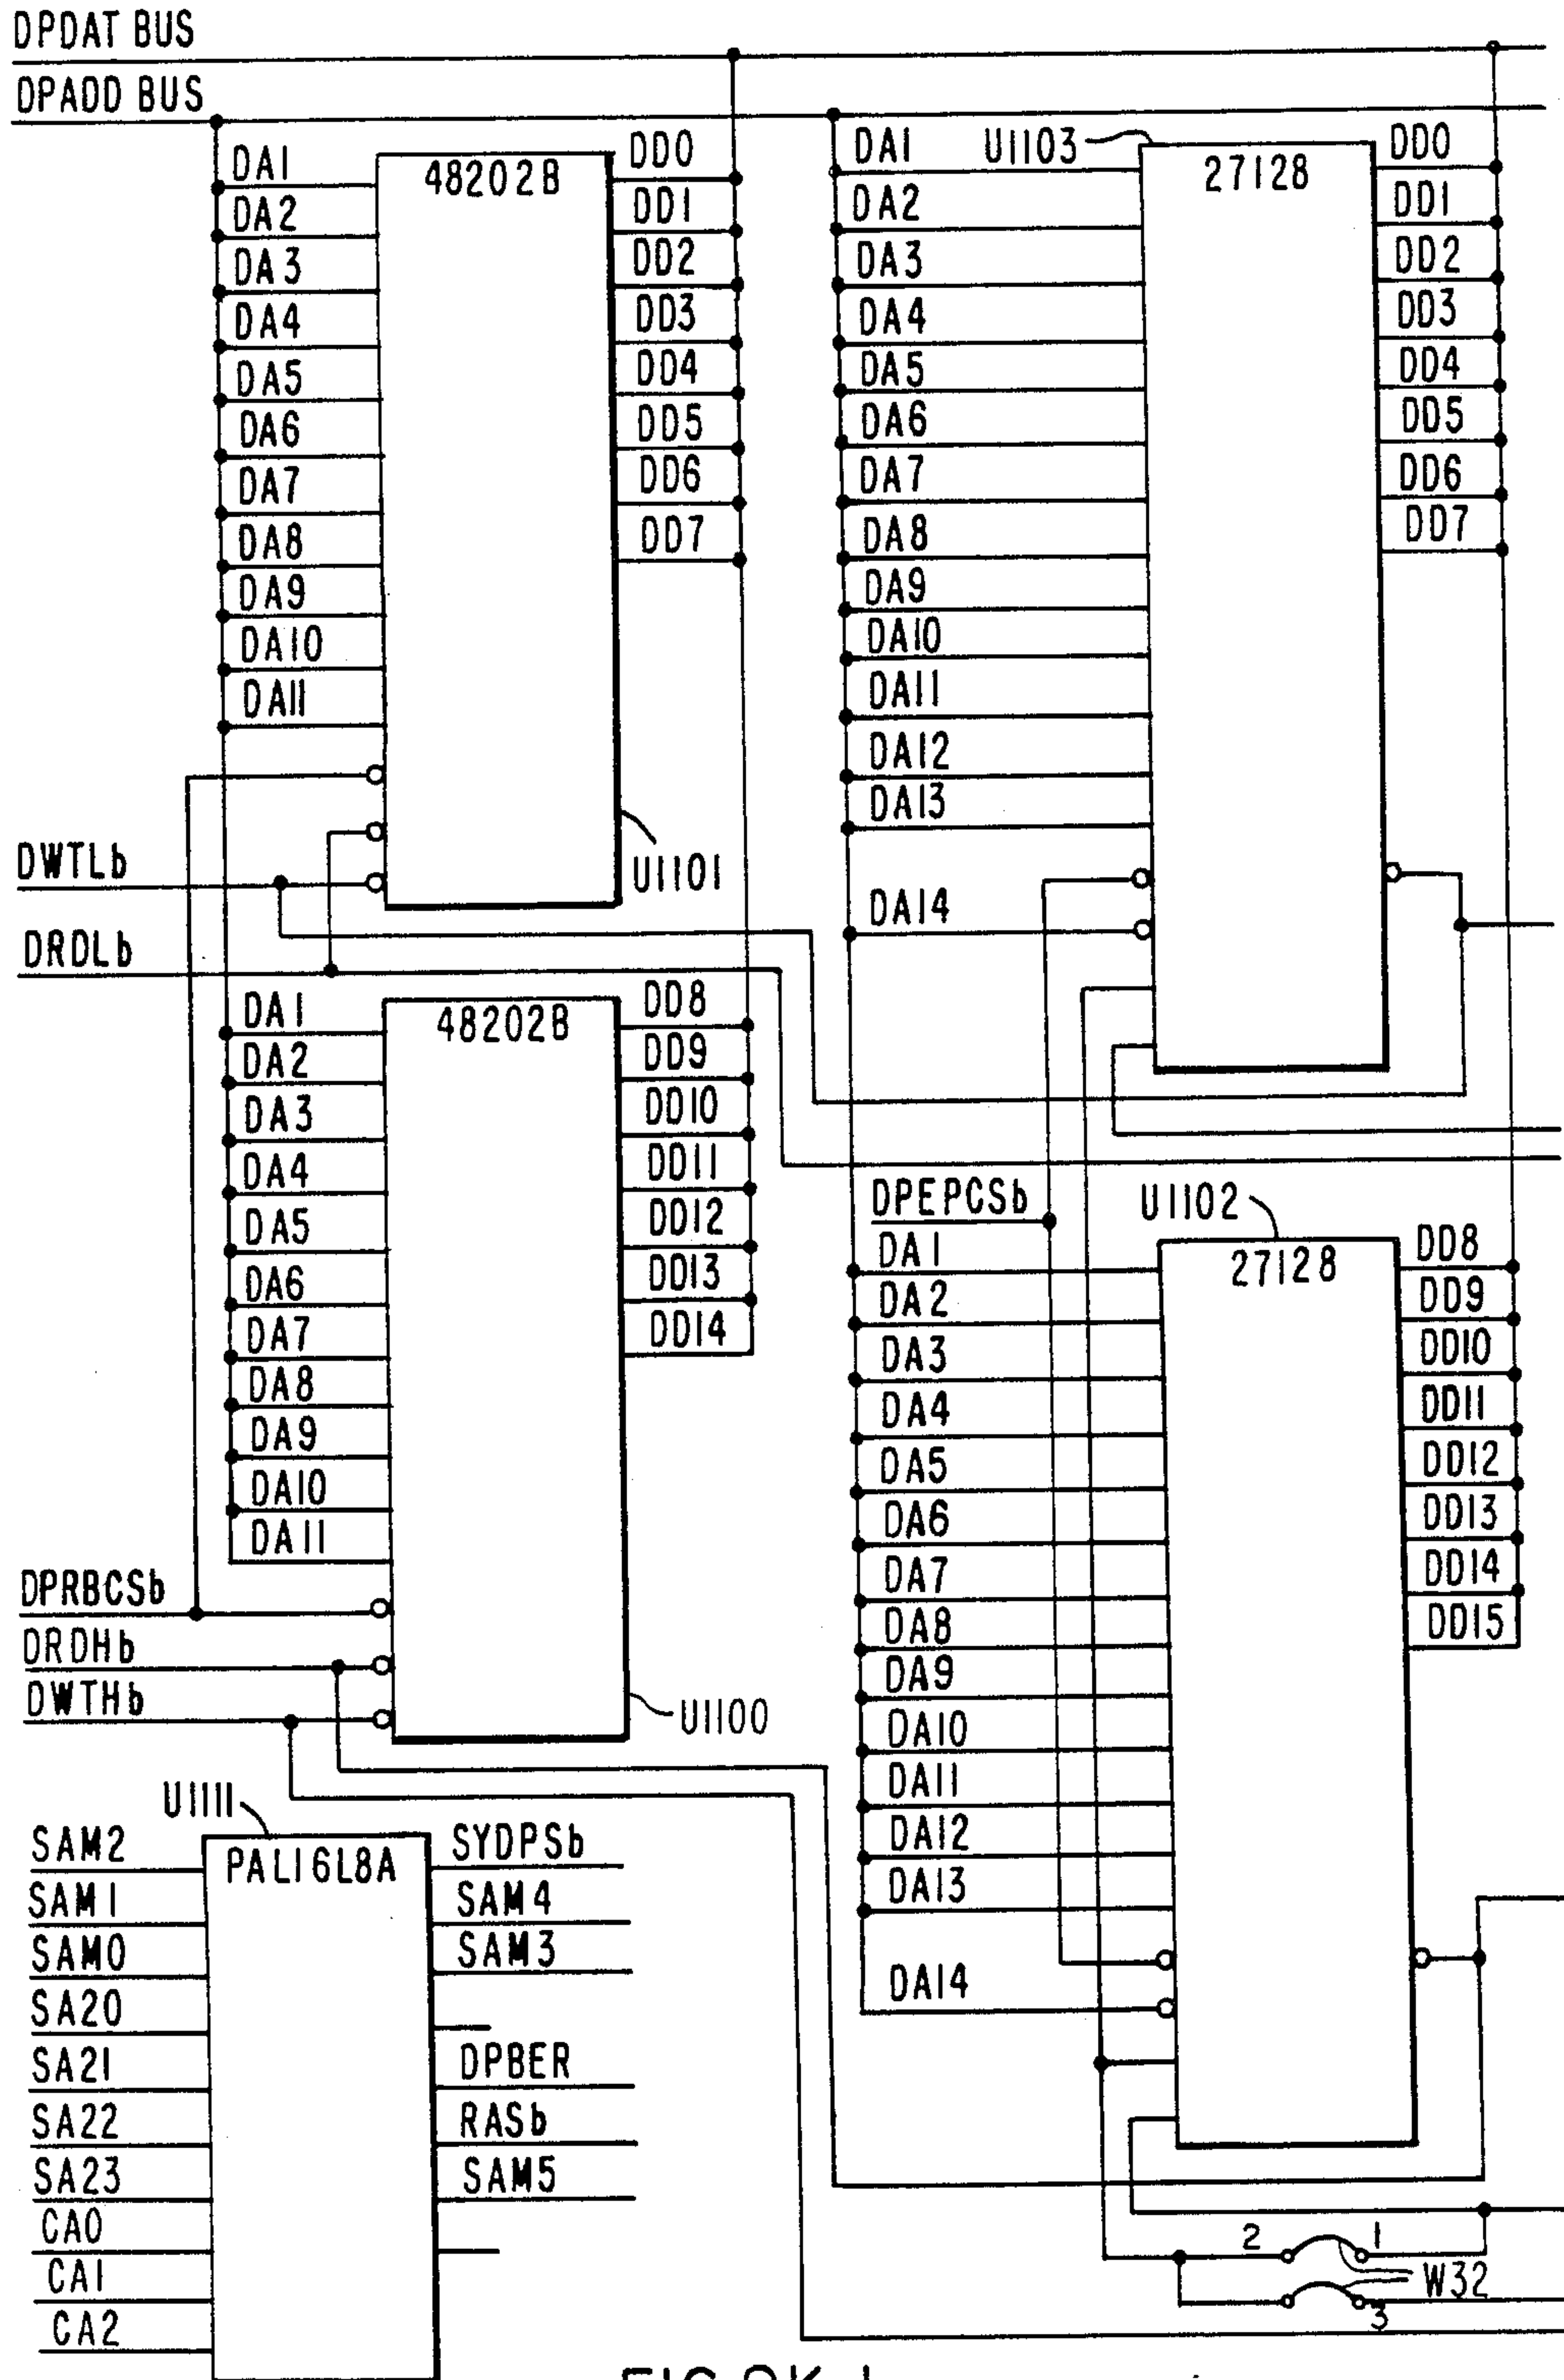 DPDAT BUS
DPADD BUS
DA1
DA2
DA3
DA4
DA5
DA6
DA7
DA8
DA9
DA10
DA11
48202B
DD0
DD1
DD2
DD3
DD4
DD5
DD6
DD7
U1101
DWTLb
DRDLb
DA1
DA2
DA3
DA4
DA5
DA6
DA7
DA8
DA9
DA10
DA11
48202B
DD8
DD9
DD10
DD11
DD12
DD13
DD14
DPRBCSb
DRDHb
DWTHb
U1100
U1111
PAL16L8A
SAM2
SAM1
SAM0
SA20
SA21
SA22
SA23
CA0
CA1
CA2
SYDPSb
SAM4
SAM3
DPBER
RASb
SAM5
DA1
DA2
DA3
DA4
DA5
DA6
DA7
DA8
DA9
DA10
DA11
DA12
DA13
DA14
U1103
27128
DD0
DD1
DD2
DD3
DD4
DD5
DD6
DD7
DPEPCSb
U1102
27128
DA1
DA2
DA3
DA4
DA5
DA6
DA7
DA8
DA9
DA10
DA11
DA12
DA13
DA14
DD8
DD9
DD10
DD11
DD12
DD13
DD14
DD15
2 1
W32
3